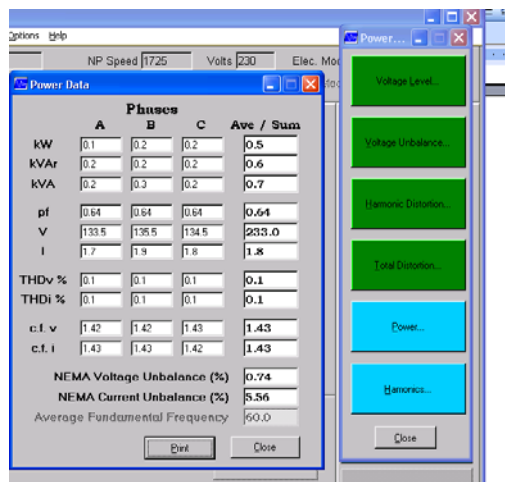 Options Help
NP Speed 1725 Volts 230 Elec. Mod
Power Data
Phases
A B C Ave / Sum
kW 0.1 0.2 0.2 0.5
kVAr 0.2 0.2 0.2 0.6
kVA 0.2 0.3 0.2 0.7
pf 0.64 0.64 0.64 0.64
V 133.5 135.5 134.5 233.0
I 1.7 1.9 1.8 1.8
THDv % 0.1 0.1 0.1 0.1
THDi % 0.1 0.1 0.1 0.1
c.f. v 1.42 1.42 1.43 1.43
c.f. i 1.43 1.43 1.42 1.43
NEMA Voltage Unbalance (%) 0.74
NEMA Current Unbalance (%) 5.56
Average Fundamental Frequency 60.0
Print Close
Power...
Voltage Level...
Voltage Unbalance...
Harmonic Distortion...
Total Distortion...
Power...
Hamonics...
Close